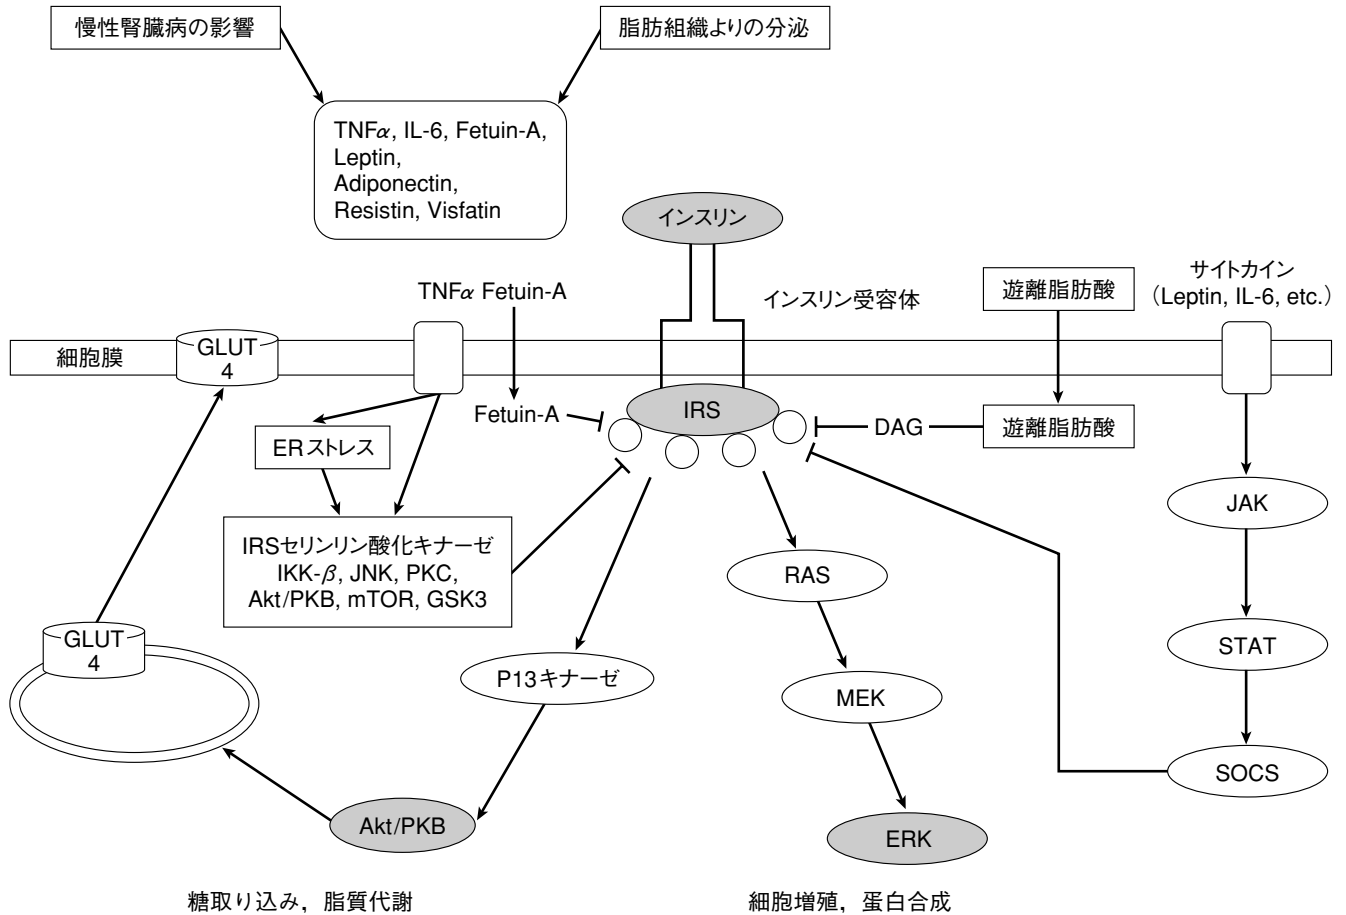 慢性腎臓病の影響
脂肪組織よりの分泌
TNFα, IL-6, Fetuin-A,
Leptin,
Adiponectin,
Resistin, Visfatin
インスリン
TNFα Fetuin-A
インスリン受容体
遊離脂肪酸
サイトカイン
（Leptin, IL-6, etc.）
細胞膜
GLUT
4
Fetuin-A
IRS
DAG
遊離脂肪酸
ERストレス
JAK
IRSセリンリン酸化キナーゼ
IKK-β, JNK, PKC,
Akt/PKB, mTOR, GSK3
RAS
GLUT
4
STAT
P13キナーゼ
MEK
SOCS
Akt/PKB
ERK
糖取り込み，脂質代謝
細胞増殖，蛋白合成